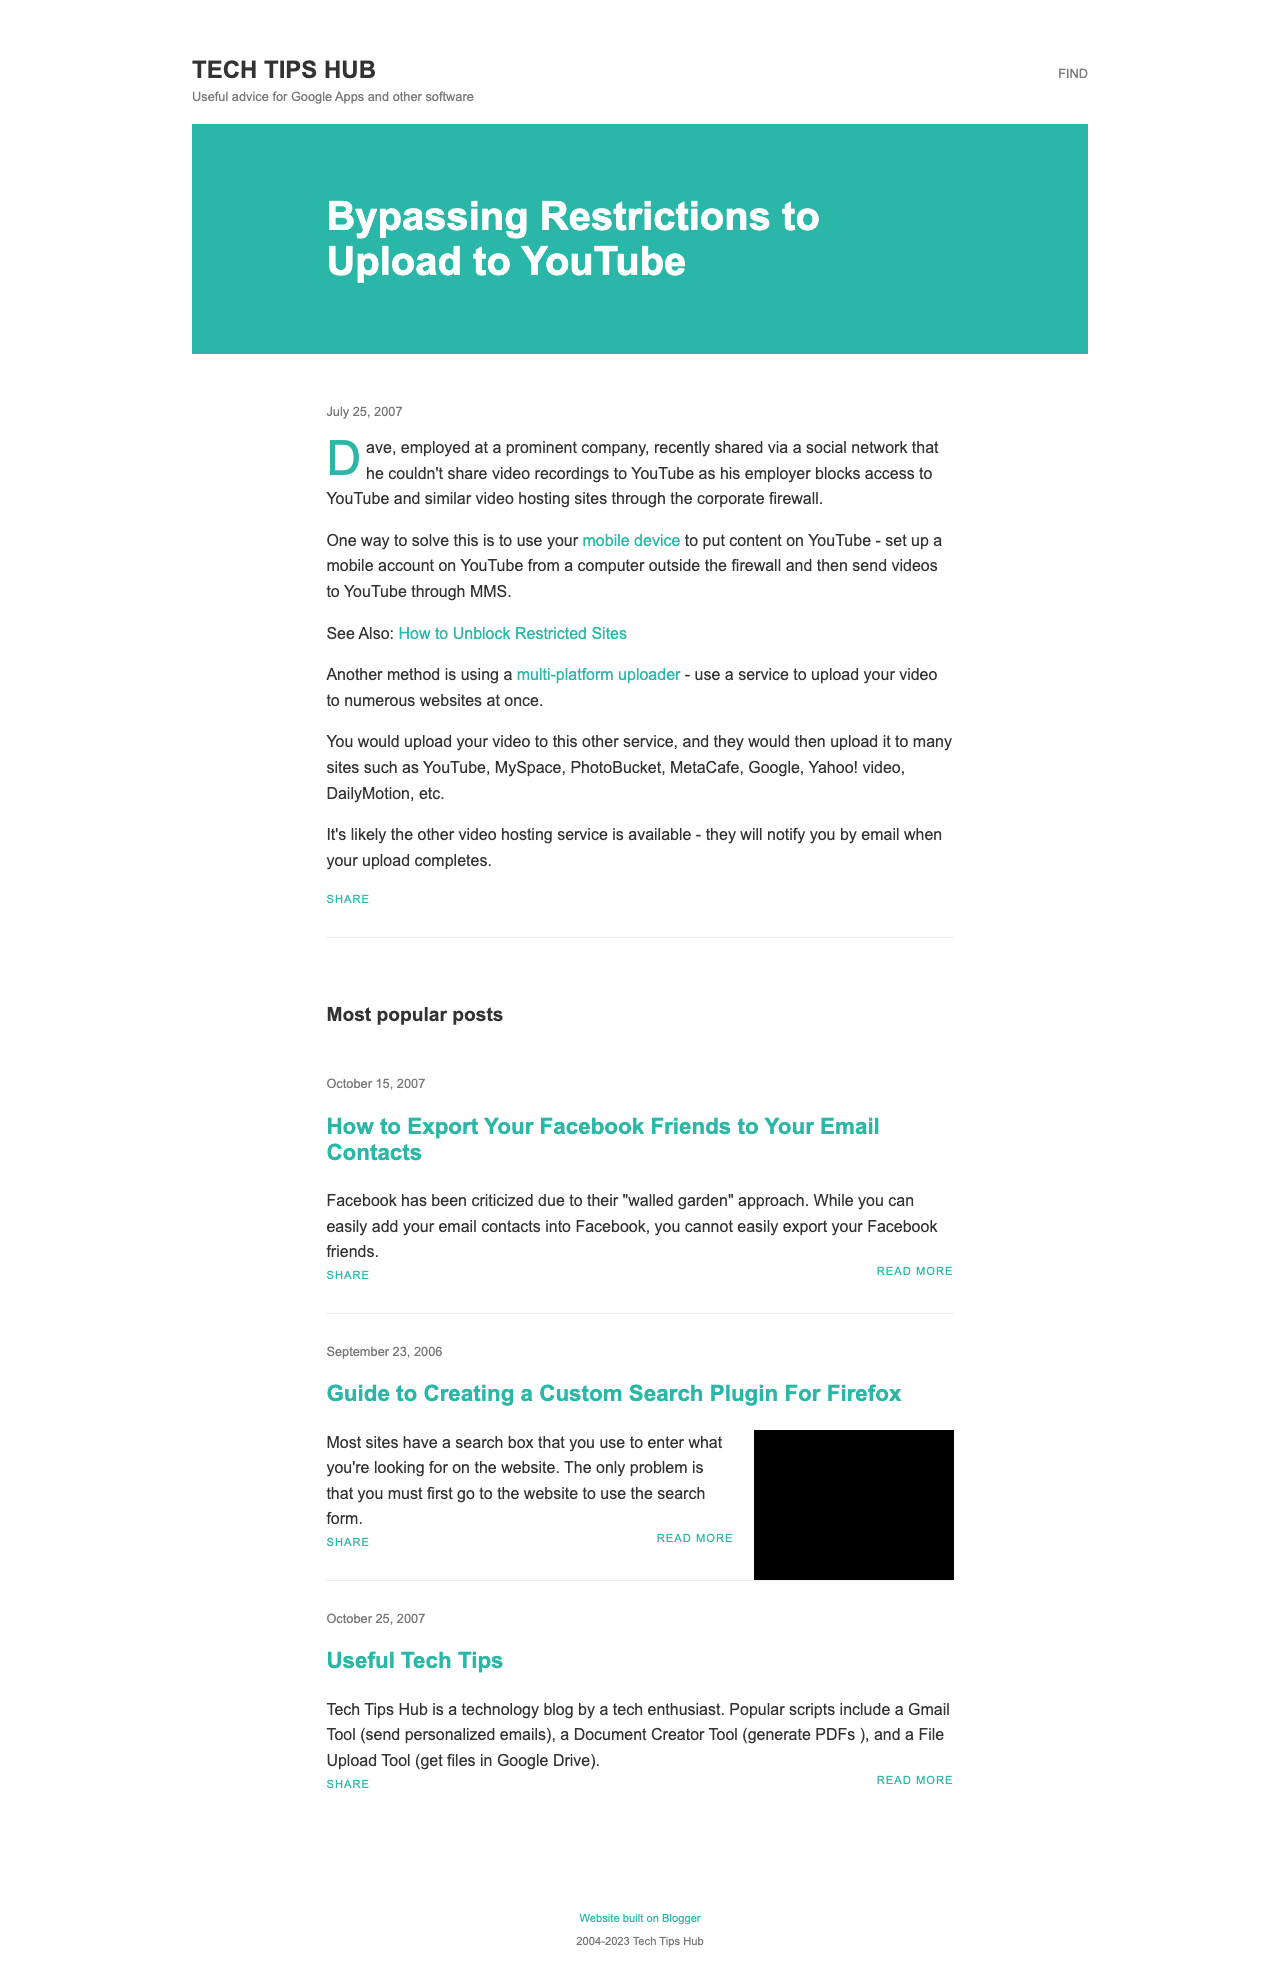 TECH TIPS HUB
FIND
Useful advice for Google Apps and other software
Bypassing Restrictions to
Upload to YouTube
July 25, 2007
Dave, employed at a prominent company, recently shared via a social network that
he couldn't share video recordings to YouTube as his employer blocks access to
YouTube and similar video hosting sites through the corporate firewall.
One way to solve this is to use your mobile device to put content on YouTube - set up a
mobile account on YouTube from a computer outside the firewall and then send videos
to YouTube through MMS.
See Also: How to Unblock Restricted Sites
Another method is using a multi-platform uploader - use a service to upload your video
to numerous websites at once.
You would upload your video to this other service, and they would then upload it to many
sites such as YouTube, MySpace, PhotoBucket, MetaCafe, Google, Yahoo! video,
DailyMotion, etc.
It's likely the other video hosting service is available - they will notify you by email when
your upload completes.
SHARE
Most popular posts
October 15, 2007
How to Export Your Facebook Friends to Your Email
Contacts
Facebook has been criticized due to their "walled garden" approach. While you can
easily add your email contacts into Facebook, you cannot easily export your Facebook
friends.
SHARE
READ MORE
September 23, 2006
Guide to Creating a Custom Search Plugin For Firefox
Most sites have a search box that you use to enter what
you're looking for on the website. The only problem is
that you must first go to the website to use the search
form.
SHARE
READ MORE
October 25, 2007
Useful Tech Tips
Tech Tips Hub is a technology blog by a tech enthusiast. Popular scripts include a Gmail
Tool (send personalized emails), a Document Creator Tool (generate PDFs ), and a File
Upload Tool (get files in Google Drive).
SHARE
READ MORE
Website built on Blogger
2004-2023 Tech Tips Hub